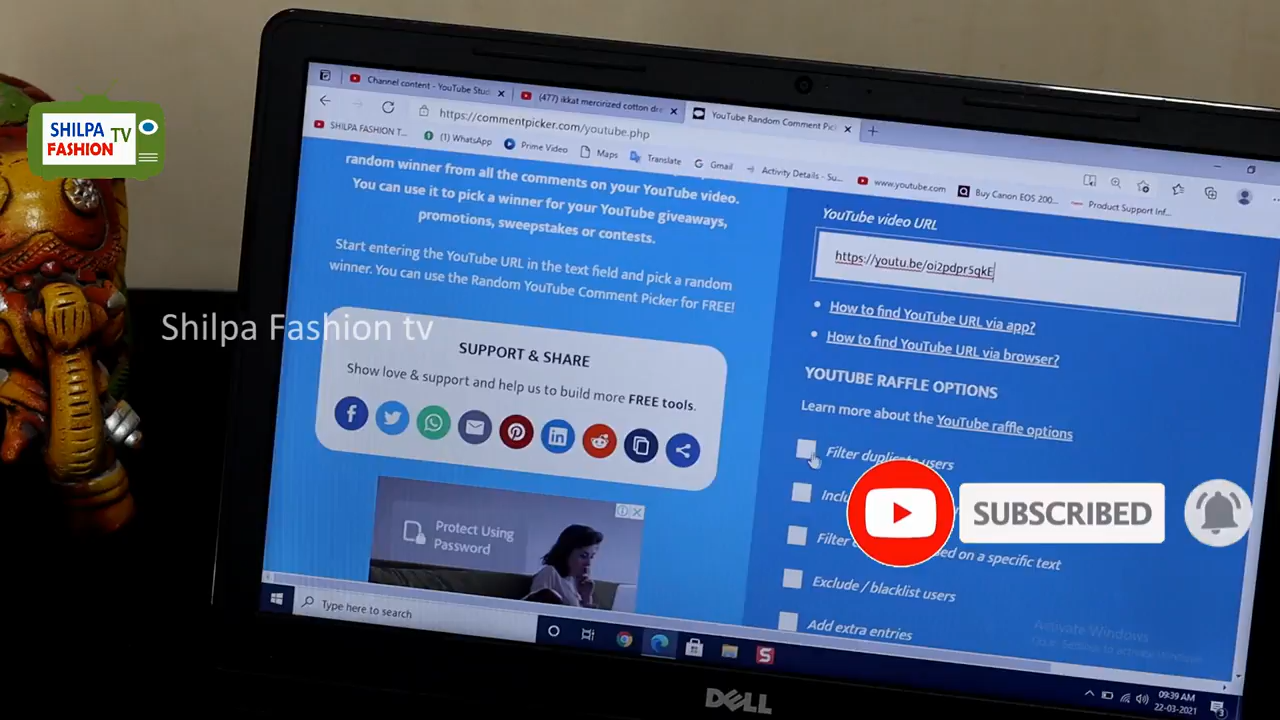 SHILPA TV
FASHION
Shilpa Fashion tv
Channel content - YouTube Stud
(477) ikkat mercirized cotton dre
YouTube Random Comment Pic
https://commentpicker.com/youtube.php
SHILPA FASHION T...
(1) WhatsApp
Prime Video
Maps
Translate
Gmail
Activity Details - Su...
www.youtube.com
Buy Canon EOS 200...
Product Support Inf...
random winner from all the comments on your YouTube video.
You can use it to pick a winner for your YouTube giveaways,
promotions, sweepstakes or contests.
Start entering the YouTube URL in the text field and pick a random
winner. You can use the Random YouTube Comment Picker for FREE!
SUPPORT & SHARE
Show love & support and help us to build more FREE tools.
Protect Using
Password
YouTube video URL
https://youtu.be/oi2pdpr5qkE
How to find YouTube URL via app?
How to find YouTube URL via browser?
YOUTUBE RAFFLE OPTIONS
Learn more about the YouTube raffle options
Filter duplicate users
Filter
based on a specific text
Exclude / blacklist users
Add extra entries
SUBSCRIBED
Activate Windows
Type here to search
09:39 AM
22-03-2021
DELL